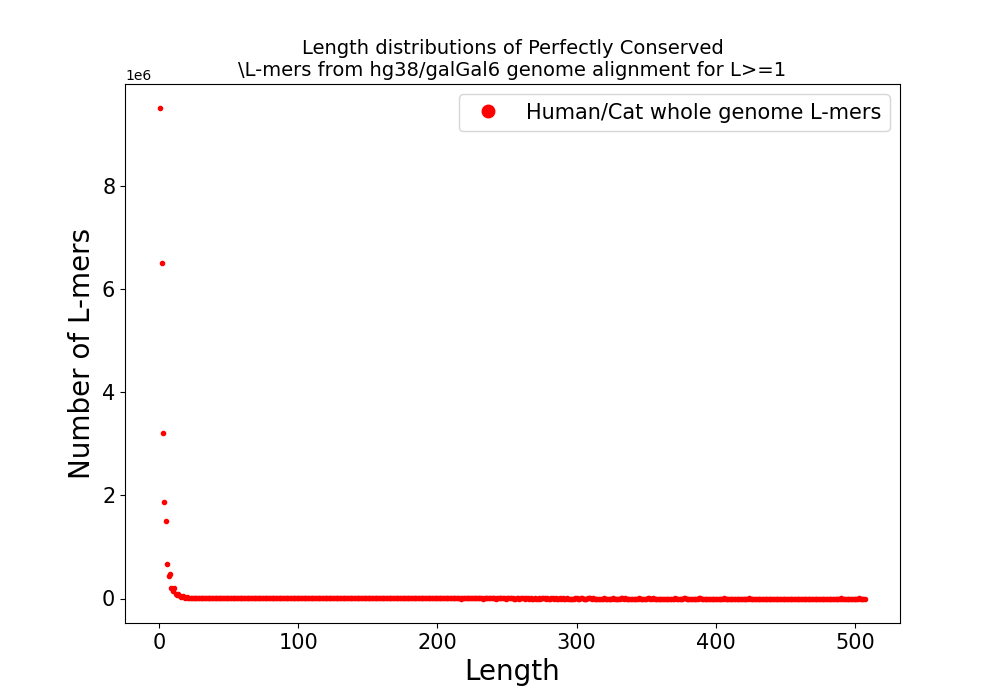 Length distributions of Perfectly Conserved
\L-mers from hg38/galGal6 genome alignment for L>=1
1e6
Human/Cat whole genome L-mers
8
6
4
2
0
Number of L-mers
0 100 200 300 400 500
Length